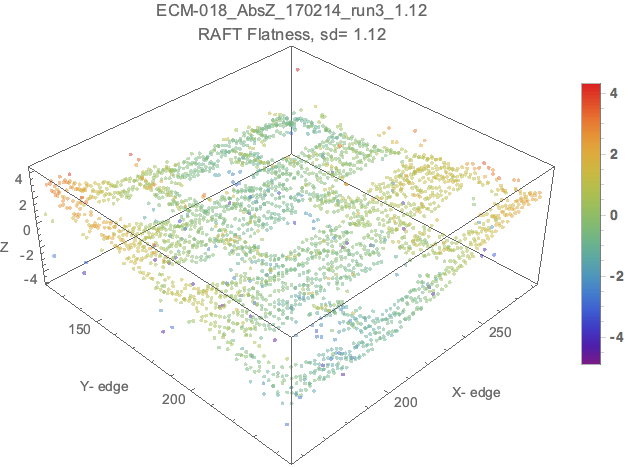 ECM-018_AbsZ_170214_run3_1.12
RAFT Flatness, sd= 1.12
4
2
0
-2
-4
Z
150
200
Y- edge
200
250
X- edge
4
2
0
-2
-4